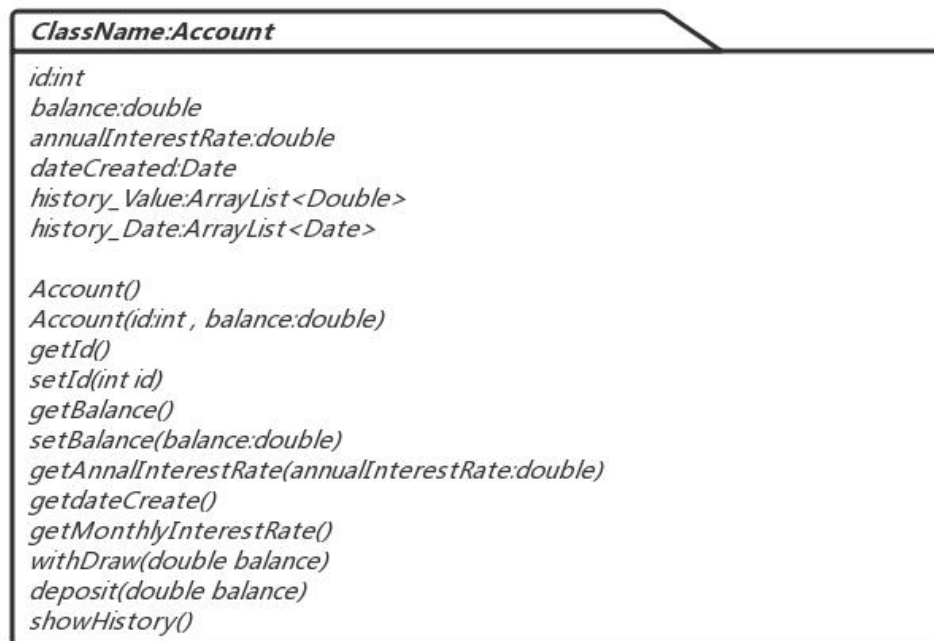 ClassName:Account
id:int
balance:double
annualInterestRate:double
dateCreated:Date
history_Value:ArrayList<Double>
history_Date:ArrayList<Date>
Account()
Account(id:int , balance:double)
getId()
setId(int id)
getBalance()
setBalance(balance:double)
getAnnalInterestRate(annualInterestRate:double)
getdateCreate()
getMonthlyInterestRate()
withDraw(double balance)
deposit(double balance)
showHistory()